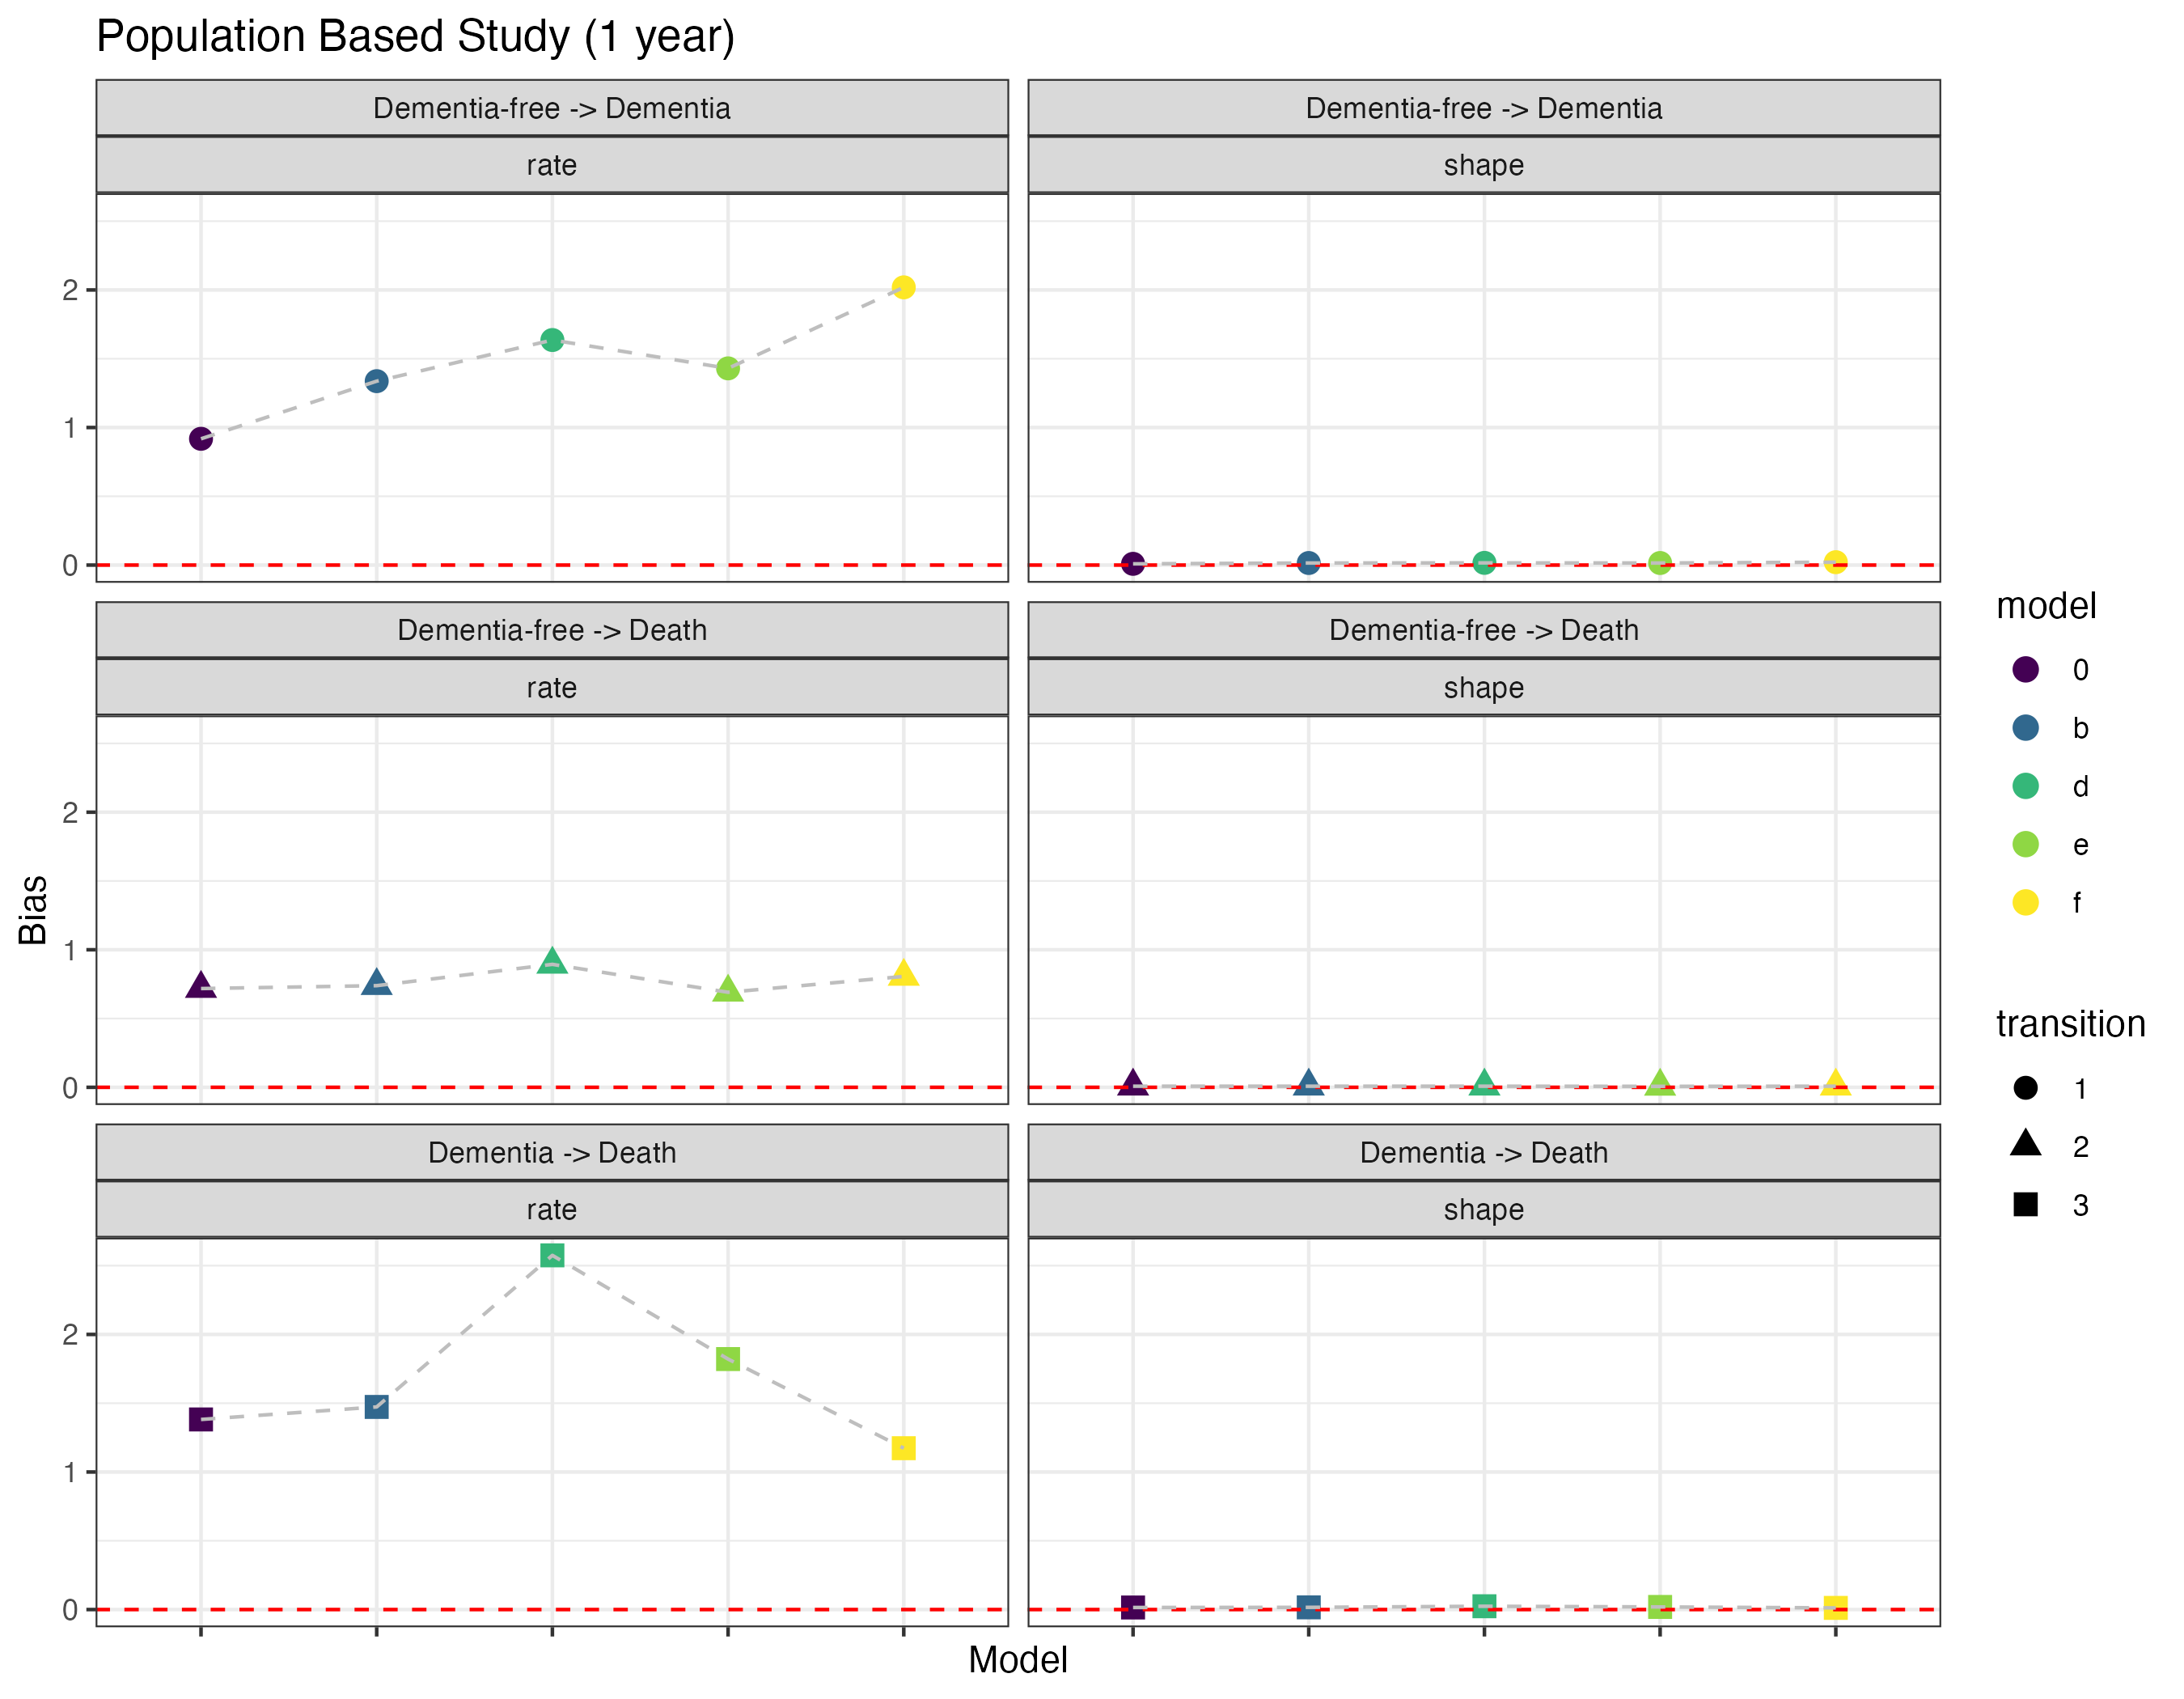 Population Based Study (1 year)
Dementia-free -> Dementia
rate
Dementia-free -> Dementia
shape
2
1
0
Dementia-free -> Death
rate
Dementia-free -> Death
shape
2
1
0
Dementia -> Death
rate
Dementia -> Death
shape
2
1
0
Bias
Model
model
0
b
d
e
f
transition
1
2
3